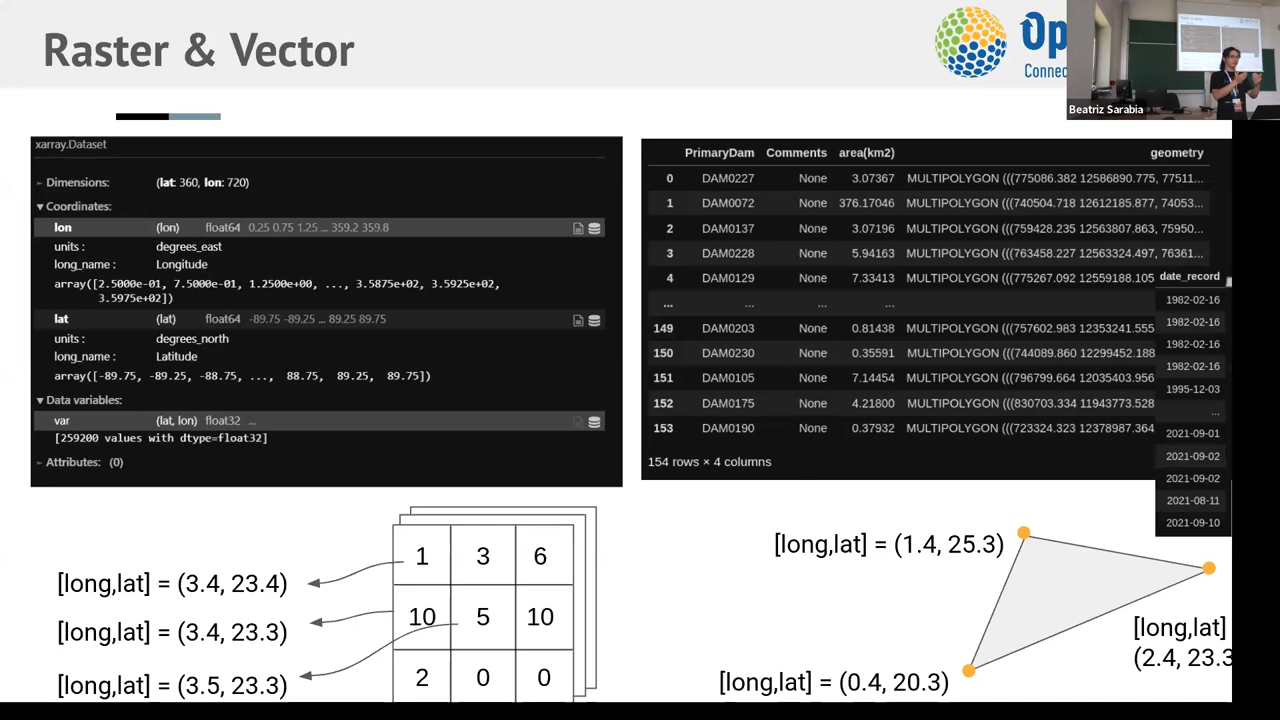 Raster & Vector
Op
Connec
Beatriz Sarabia
xarray.Dataset
Dimensions: (lat: 360, lon: 720)
Coordinates:
lon (lon) float64 0.25 0.75 1.25 ... 359.2 359.8
units : degrees_east
long_name : Longitude
array([2.5000e-01, 7.5000e-01, 1.2500e+00, ..., 3.5875e+02, 3.5925e+02,
3.5975e+02])
lat (lat) float64 -89.75 -89.25 ... 89.25 89.75
units : degrees_north
long_name : Latitude
array([-89.75, -89.25, -88.75, ..., 88.75, 89.25, 89.75])
Data variables:
var (lat, lon) float32 ...
[259200 values with dtype=float32]
Attributes: (0)
PrimaryDam Comments area(km2) geometry
0 DAM0227 None 3.07367 MULTIPOLYGON (((775086.382 12586890.775, 77511...
1 DAM0072 None 376.17046 MULTIPOLYGON (((740504.718 12612185.877, 74053...
2 DAM0137 None 3.07196 MULTIPOLYGON (((759428.235 12563807.863, 75950...
3 DAM0228 None 5.94163 MULTIPOLYGON (((763458.227 12563324.497, 76361...
4 DAM0129 None 7.33413 MULTIPOLYGON (((775267.092 12559188.105
... ... ... ...
149 DAM0203 None 0.81438 MULTIPOLYGON (((757602.983 12353241.555
150 DAM0230 None 0.35591 MULTIPOLYGON (((744089.860 12299452.188
151 DAM0105 None 7.14454 MULTIPOLYGON (((796799.664 12035403.956
152 DAM0175 None 4.21800 MULTIPOLYGON (((830703.334 11943773.528
153 DAM0190 None 0.37932 MULTIPOLYGON (((723324.323 12378987.364
154 rows × 4 columns
date_record
1982-02-16
1982-02-16
1982-02-16
1982-02-16
1995-12-03
...
2021-09-01
2021-09-02
2021-09-02
2021-08-11
2021-09-10
[long,lat] = (3.4, 23.4)
[long,lat] = (3.4, 23.3)
[long,lat] = (3.5, 23.3)
1 3 6
10 5 10
2 0 0
[long,lat] = (1.4, 25.3)
[long,lat]
(2.4, 23.3
[long,lat] = (0.4, 20.3)